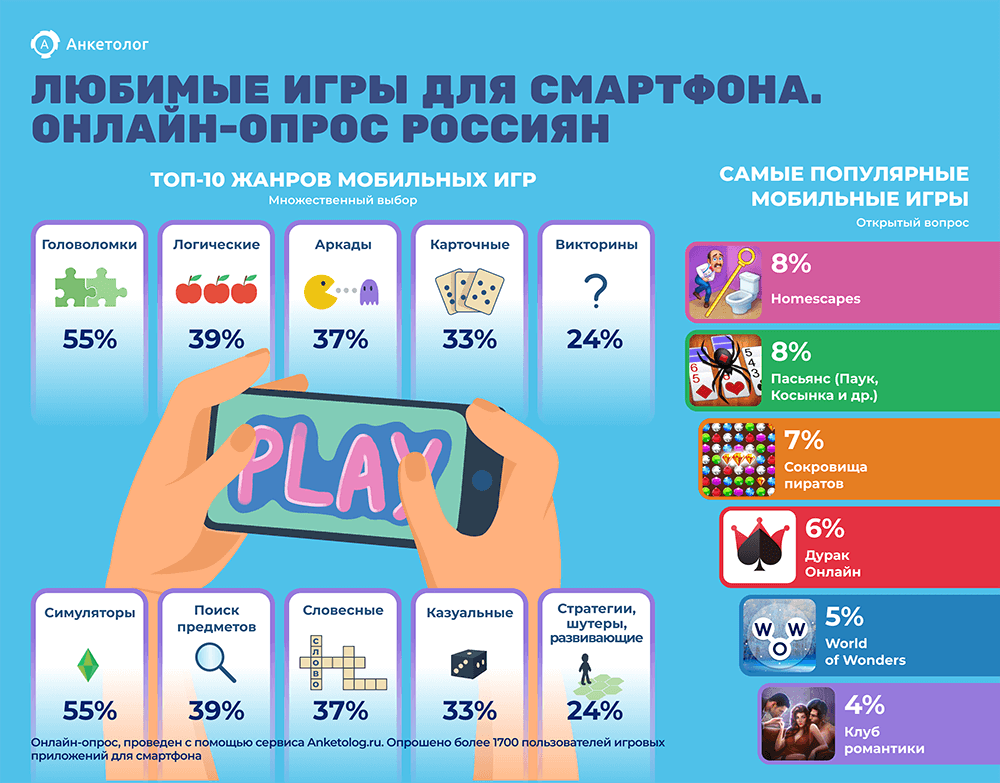 Анкетолог
ЛЮБИМЫЕ ИГРЫ ДЛЯ СМАРТФОНА.
ОНЛАЙН-ОПРОС РОССИЯН
ТОП-10 ЖАНРОВ МОБИЛЬНЫХ ИГР
Множественный выбор
Головоломки
55%
Логические
39%
Аркады
37%
Карточные
33%
Викторины
?
24%
PLAY
Симуляторы
55%
Поиск
предметов
39%
Словесные
СЛОВО
37%
Казуальные
33%
Стратегии,
шутеры,
развивающие
24%
Онлайн-опрос, проведен с помощью сервиса Anketolog.ru. Опрошено более 1700 пользователей игровых
приложений для смартфона
САМЫЕ ПОПУЛЯРНЫЕ
МОБИЛЬНЫЕ ИГРЫ
Открытый вопрос
8%
Homescapes
8%
Пасьянс (Паук,
Косынка и др.)
7%
Сокровища
пиратов
6%
Дурак
Онлайн
W W
O
5%
World
of Wonders
4%
Клуб
романтики